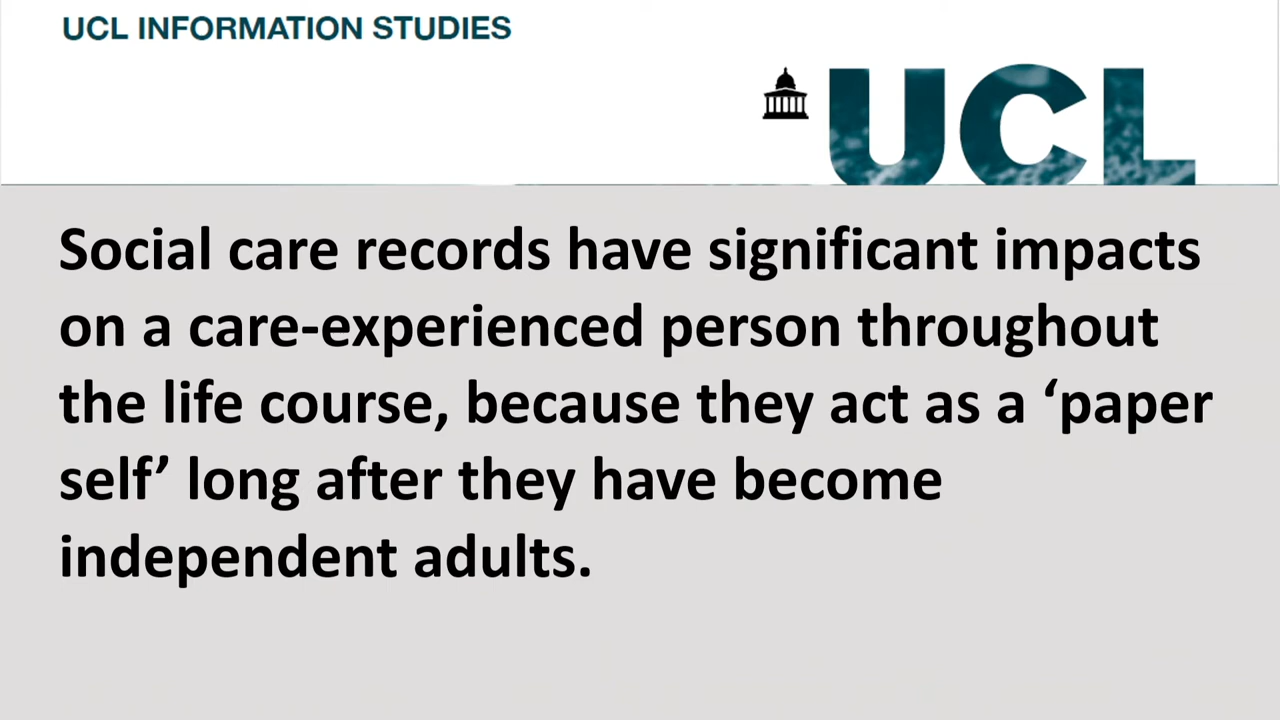 UCL INFORMATION STUDIES
UCL
Social care records have significant impacts
on a care-experienced person throughout
the life course, because they act as a ‘paper
self’ long after they have become
independent adults.